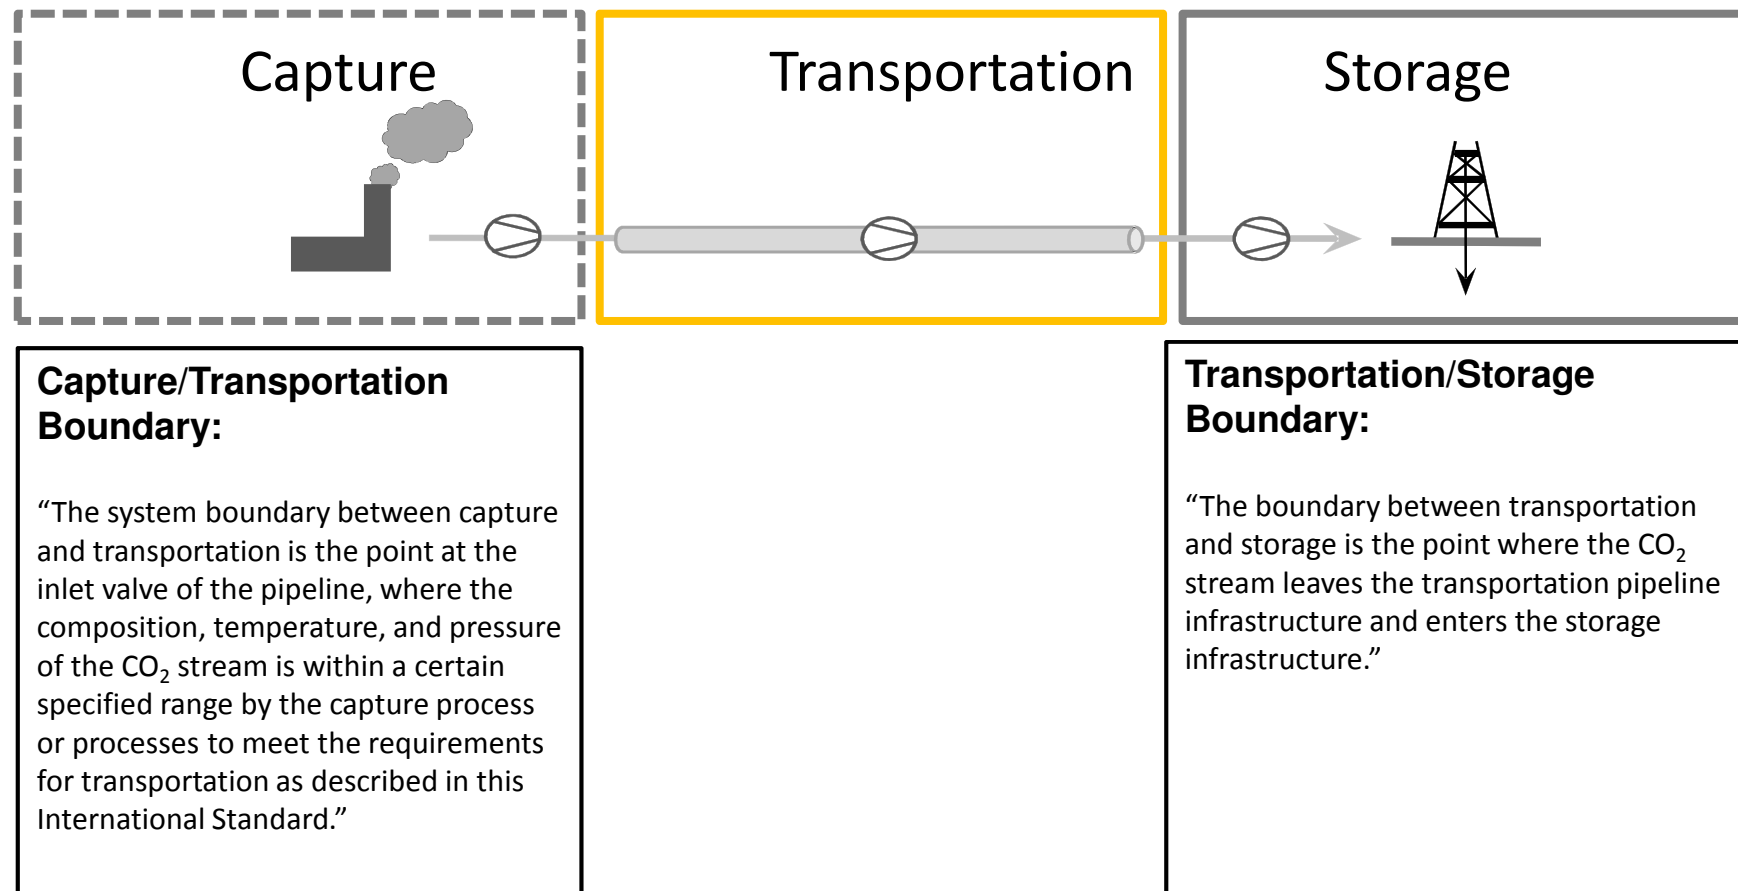 Capture
Transportation
Storage
Capture/Transportation
Boundary:
“The system boundary between capture
and transportation is the point at the
inlet valve of the pipeline, where the
composition, temperature, and pressure
of the CO₂ stream is within a certain
specified range by the capture process
or processes to meet the requirements
for transportation as described in this
International Standard.”
Transportation/Storage
Boundary:
“The boundary between transportation
and storage is the point where the CO₂
stream leaves the transportation pipeline
infrastructure and enters the storage
infrastructure.”